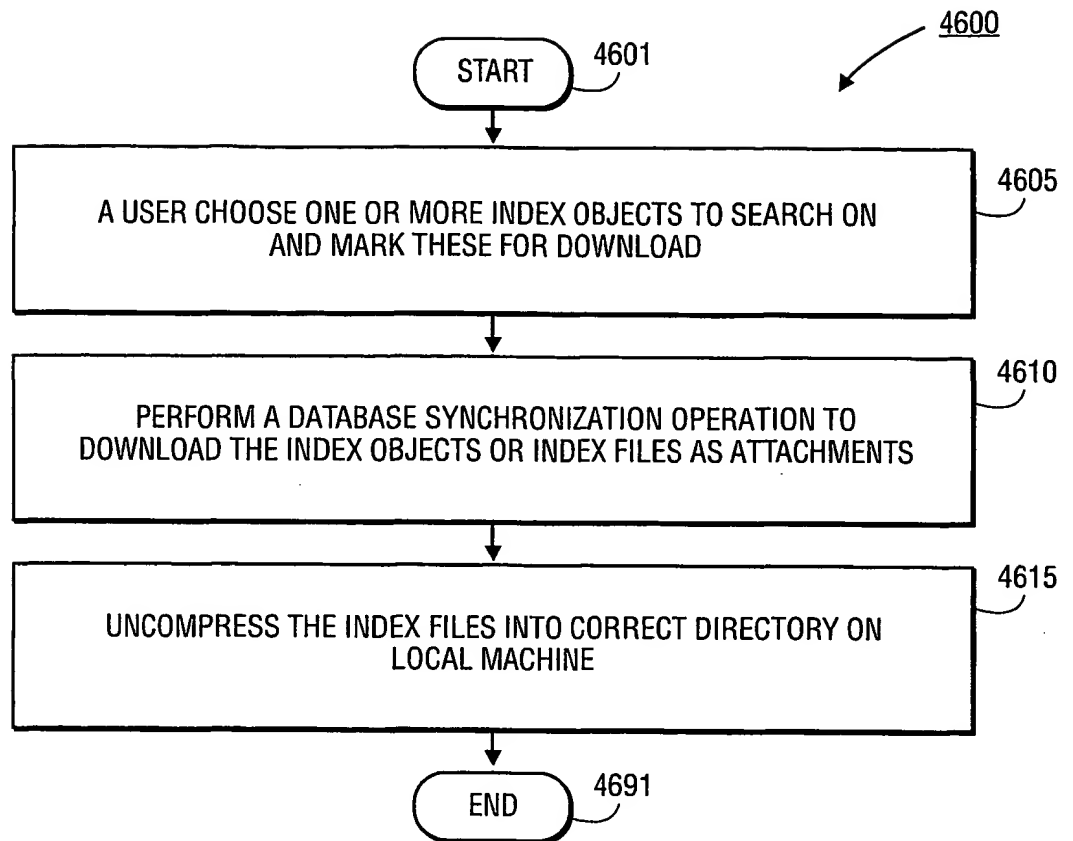 4600
START
4601
A USER CHOOSE ONE OR MORE INDEX OBJECTS TO SEARCH ON
AND MARK THESE FOR DOWNLOAD
4605
PERFORM A DATABASE SYNCHRONIZATION OPERATION TO
DOWNLOAD THE INDEX OBJECTS OR INDEX FILES AS ATTACHMENTS
4610
UNCOMPRESS THE INDEX FILES INTO CORRECT DIRECTORY ON
LOCAL MACHINE
4615
END
4691